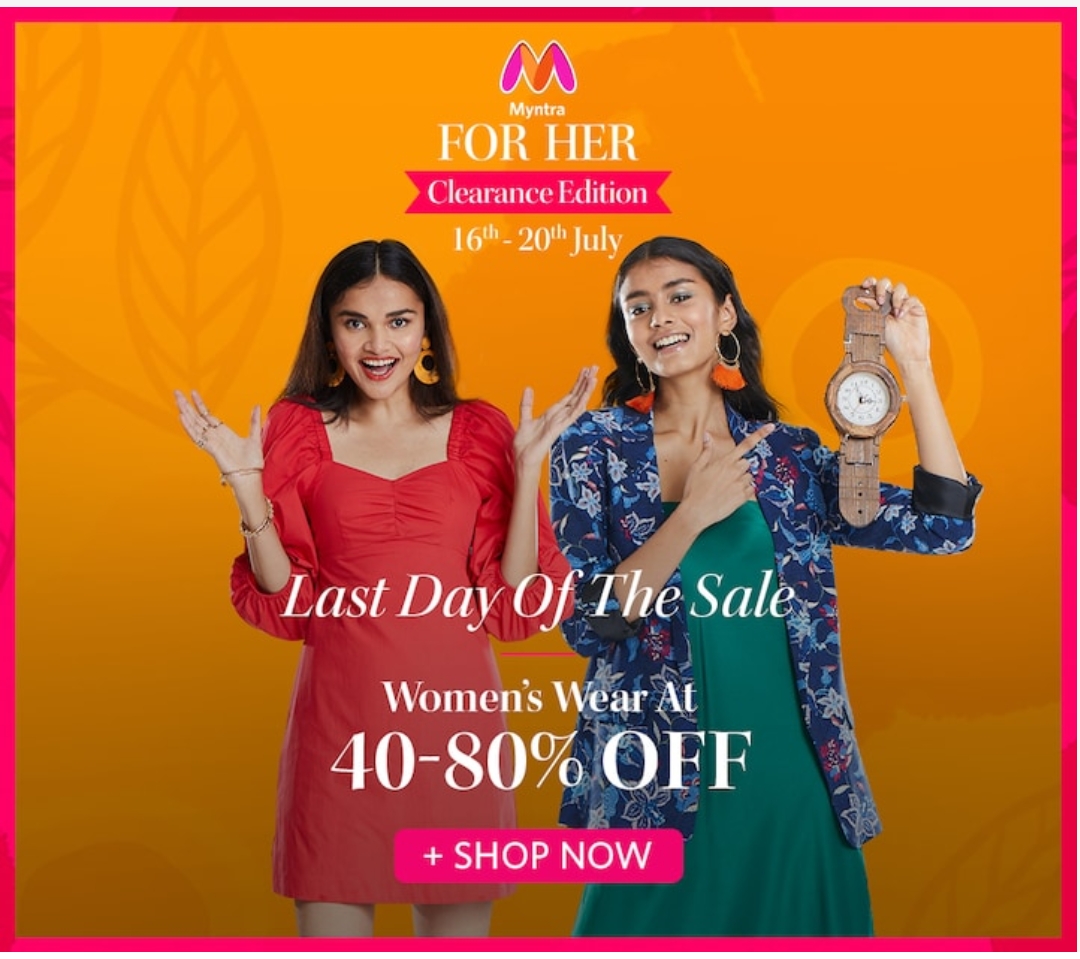 Myntra
FOR HER
Clearance Edition
16th - 20th July
Last Day Of The Sale
Women's Wear At
40-80% OFF
+ SHOP NOW